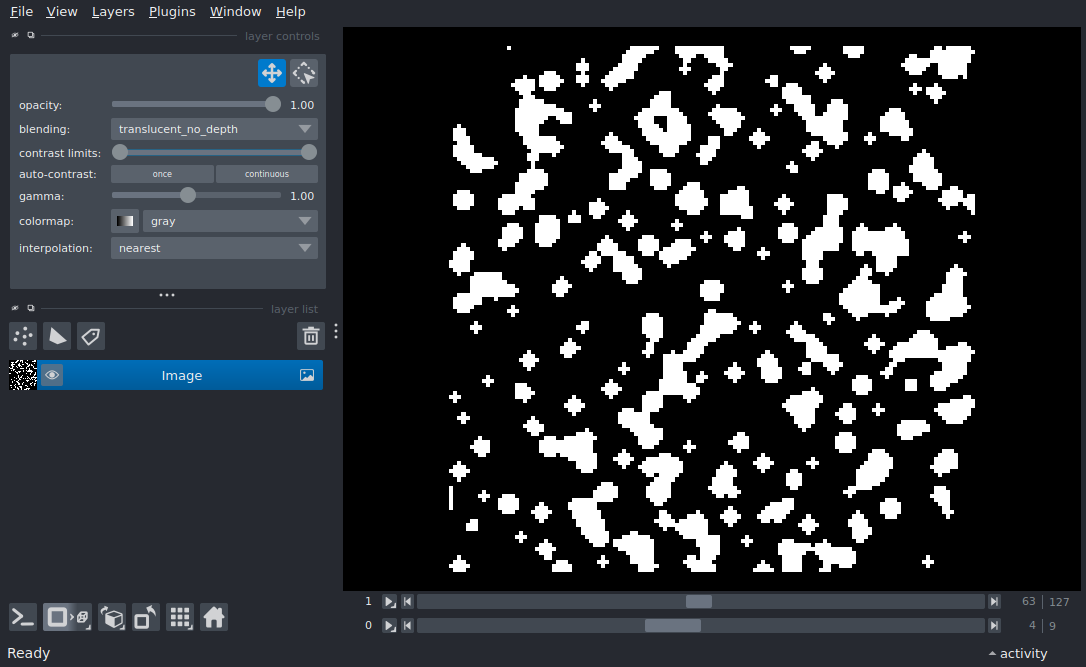 File View Layers Plugins Window Help
layer controls
opacity: 1.00
blending: translucent_no_depth
contrast limits:
auto-contrast: once continuous
gamma: 1.00
colormap: gray
interpolation: nearest
layer list
Image
1 63 127
0 4 9
Ready
activity